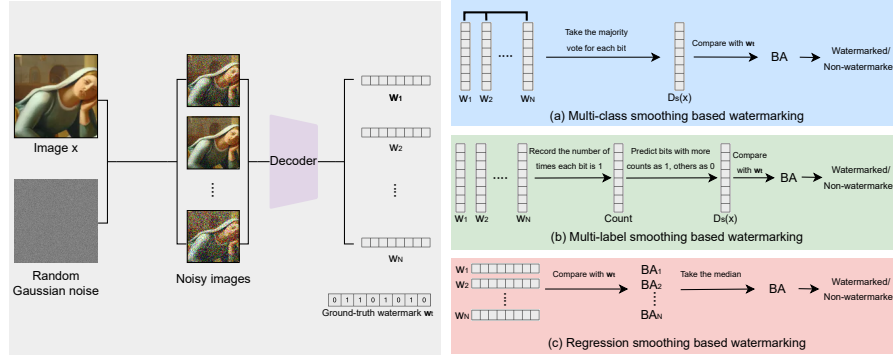 Image x
Random
Gaussian noise
Noisy images
Decoder
W1
W2
WN
0 1 1 0 1 0 1 0
Ground-truth watermark wt
W1 W2 WN
Take the majority
vote for each bit
Ds(x)
Compare with wt
BA
Watermarked/
Non-watermarke
(a) Multi-class smoothing based watermarking
W1 W2 WN
Record the number of
times each bit is 1
Count
Predict bits with more
counts as 1, others as 0
Ds(x)
Compare
with wt
BA
Watermarked/
Non-watermarke
(b) Multi-label smoothing based watermarking
W1
W2
WN
Compare with wt
BA1
BA2
BAN
Take the median
BA
Watermarked/
Non-watermarke
(c) Regression smoothing based watermarking